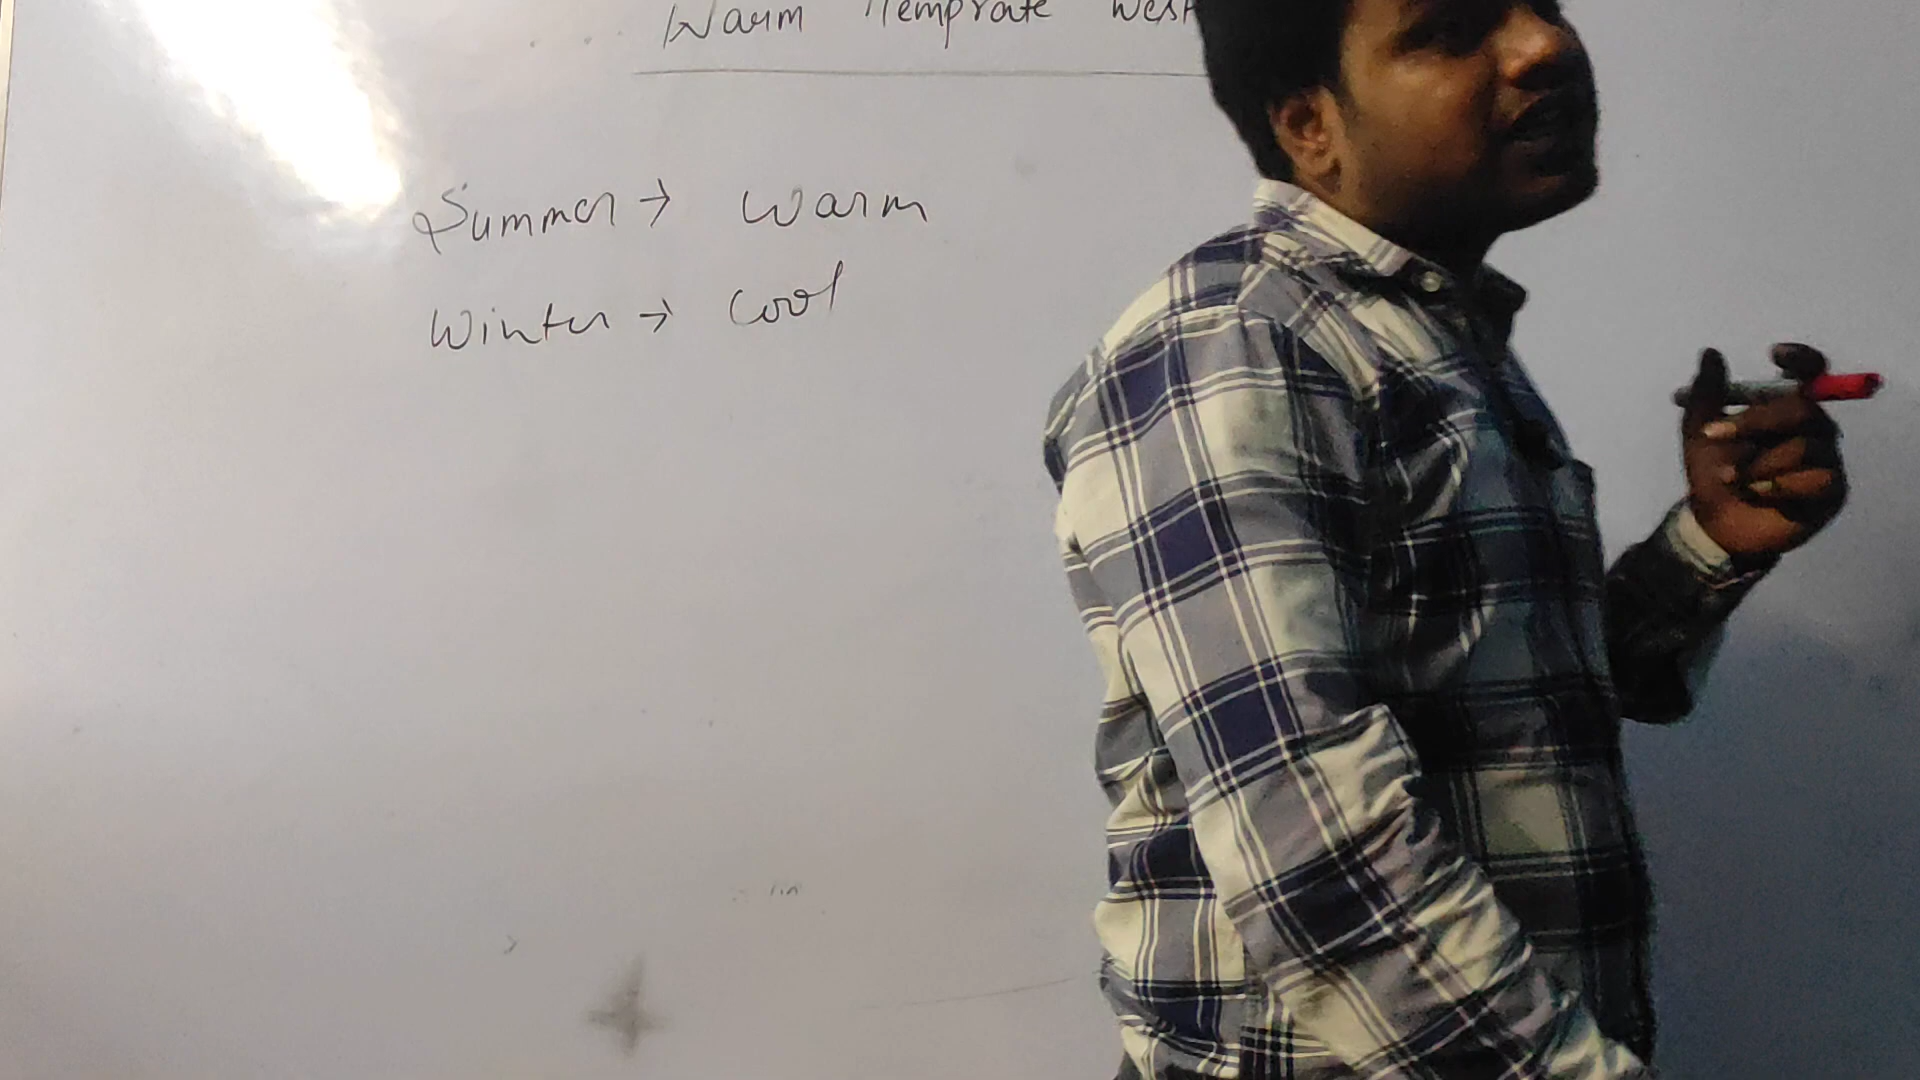 Warm Temprate West
Summer → Warm
Winter → Cool